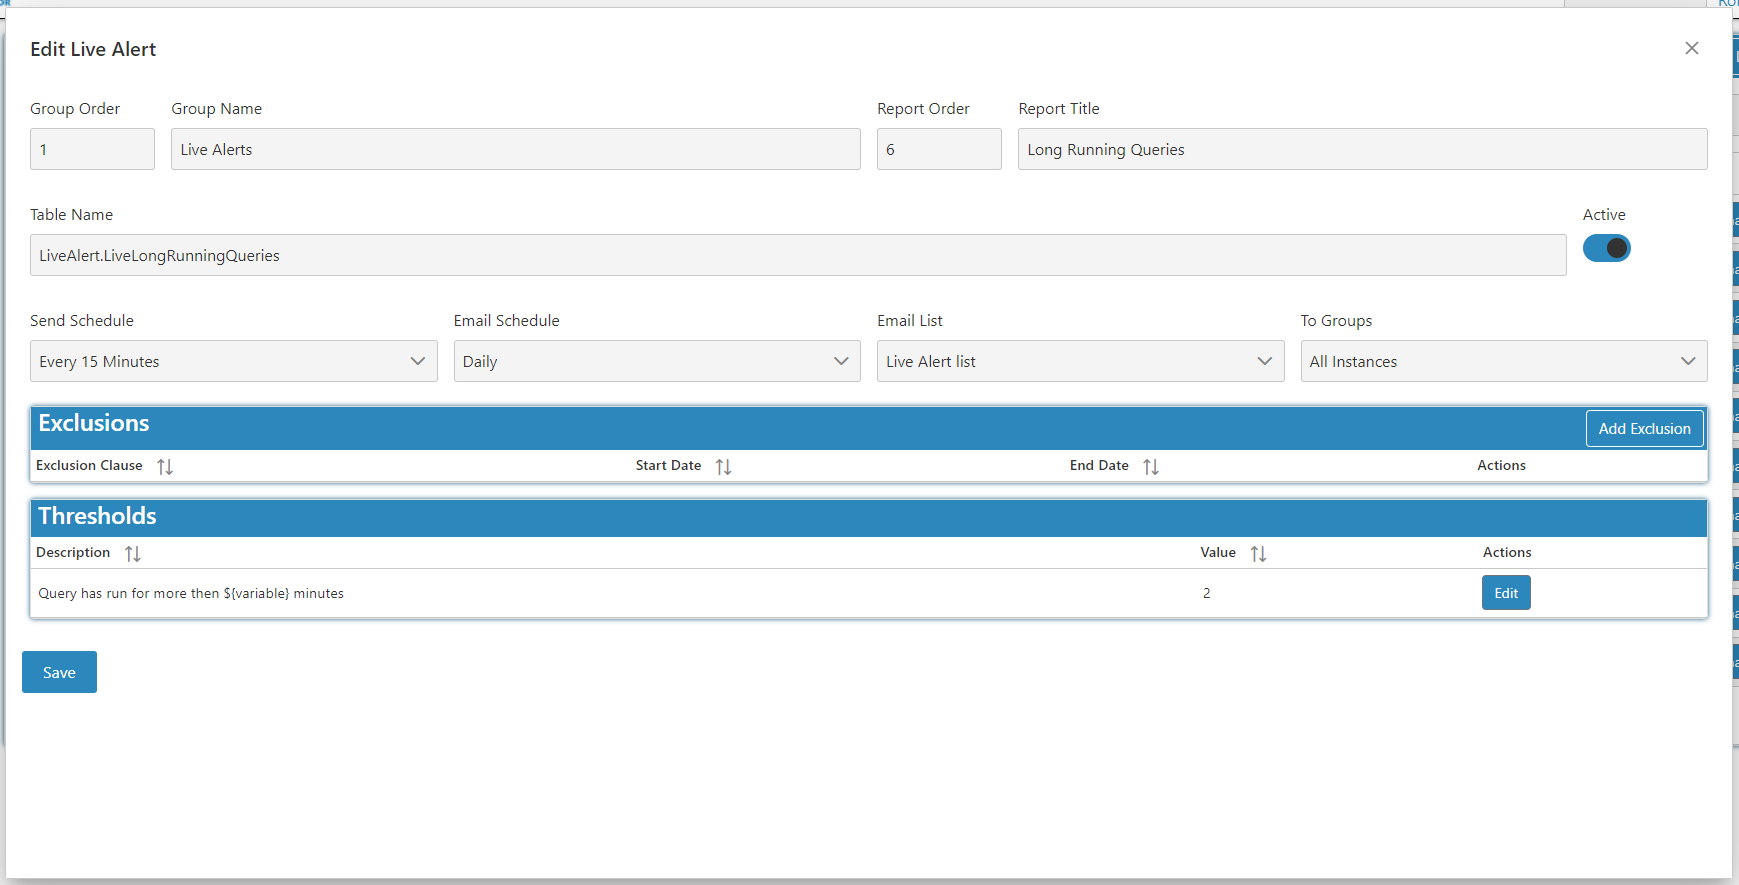 Edit Live Alert
Group Order Group Name Report Order Report Title
1 Live Alerts 6 Long Running Queries
Table Name Active
LiveAlert.LiveLongRunningQueries
Send Schedule Email Schedule Email List To Groups
Every 15 Minutes Daily Live Alert list All Instances
Exclusions Add Exclusion
Exclusion Clause Start Date End Date Actions
Thresholds
Description Value Actions
Query has run for more then ${variable} minutes 2 Edit
Save